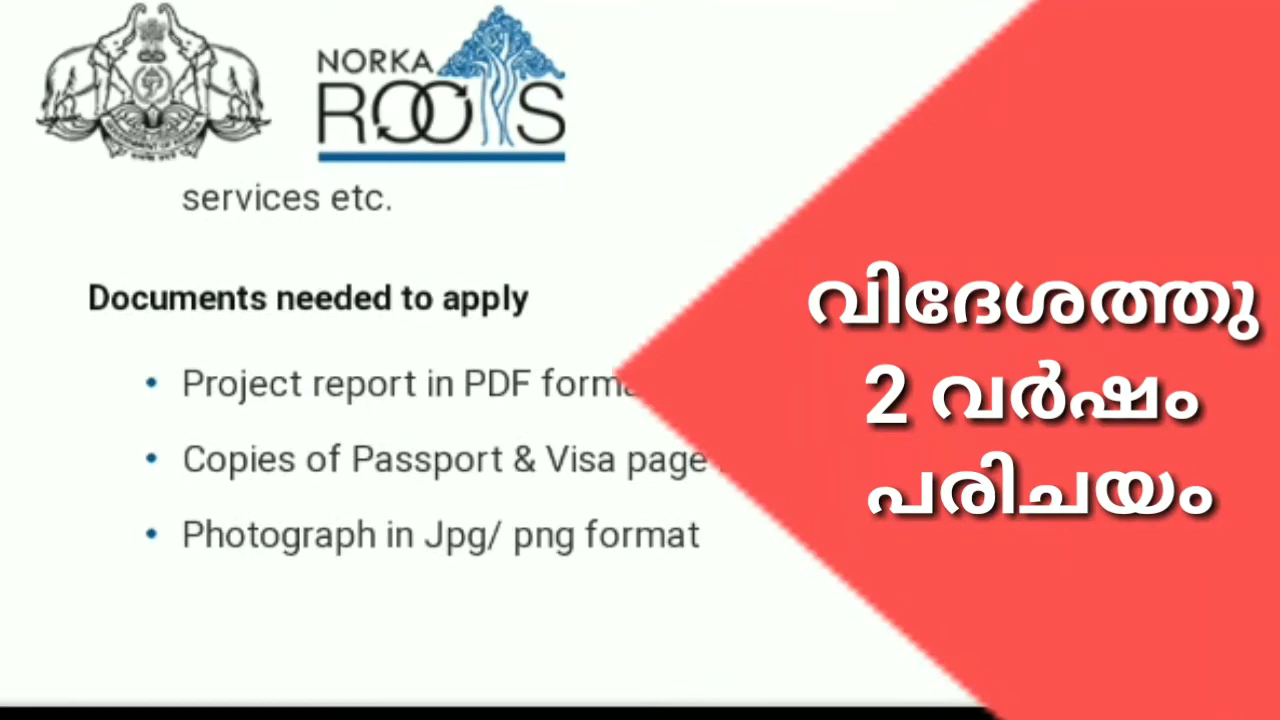 NORKA
ROOTS
services etc.
Documents needed to apply
• Project report in PDF
• Copies of Passport & Visa page
• Photograph in Jpg/ png format
വിദേശത്തു
2 വർഷം
പരിചയം